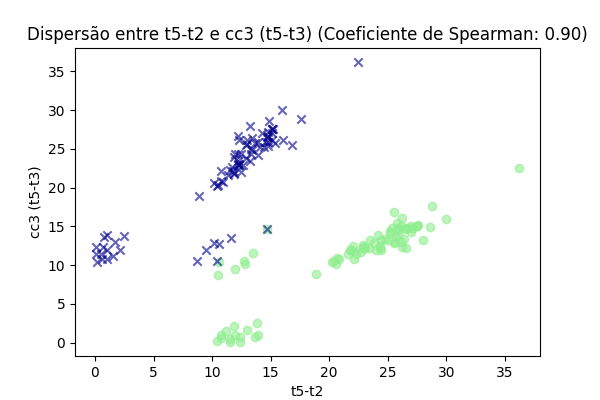 Dispersão entre t5-t2 e cc3 (t5-t3) (Coeficiente de Spearman: 0.90)
35
30
25
20
15
10
5
0
cc3 (t5-t3)
0 5 10 15 20 25 30 35
t5-t2